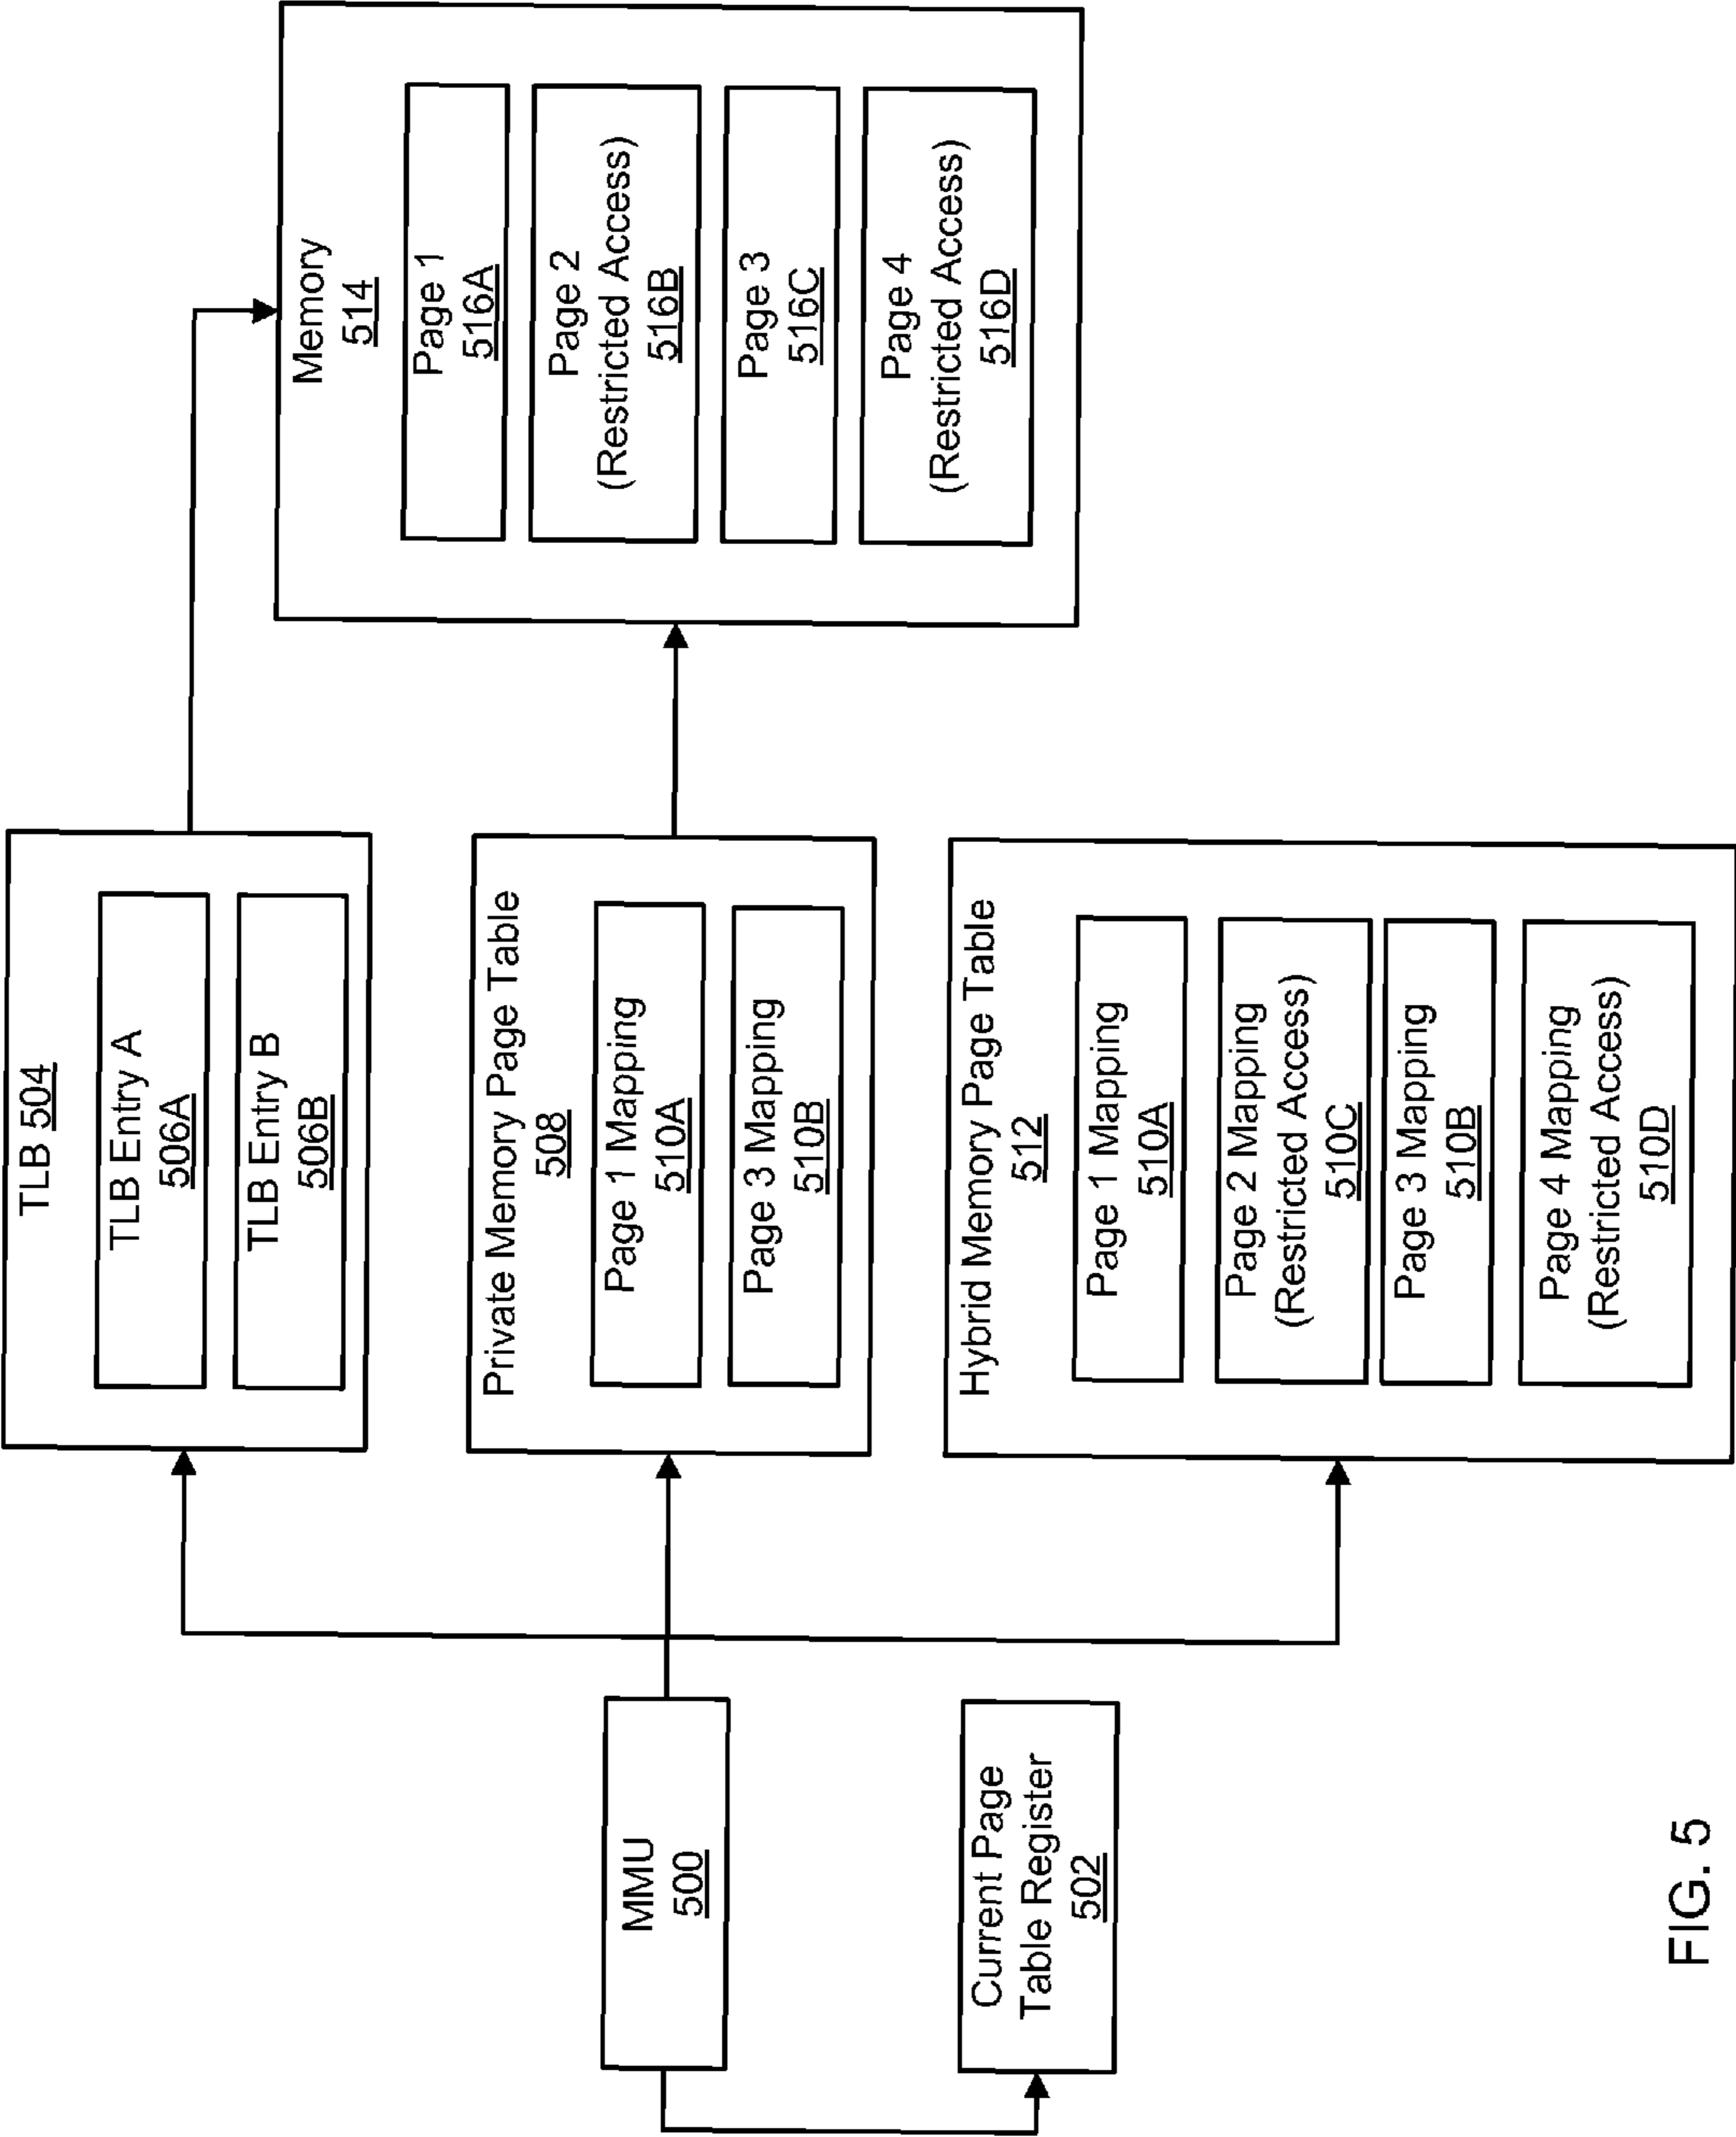 MMU
500
Current Page
Table Register
502
TLB 504
TLB Entry A
506A
TLB Entry B
506B
Private Memory Page Table
508
Page 1 Mapping
510A
Page 3 Mapping
510B
Hybrid Memory Page Table
512
Page 1 Mapping
510A
Page 2 Mapping
(Restricted Access)
510C
Page 3 Mapping
510B
Page 4 Mapping
(Restricted Access)
510D
Memory
514
Page 1
516A
Page 2
(Restricted Access)
516B
Page 3
516C
Page 4
(Restricted Access)
516D
FIG. 5